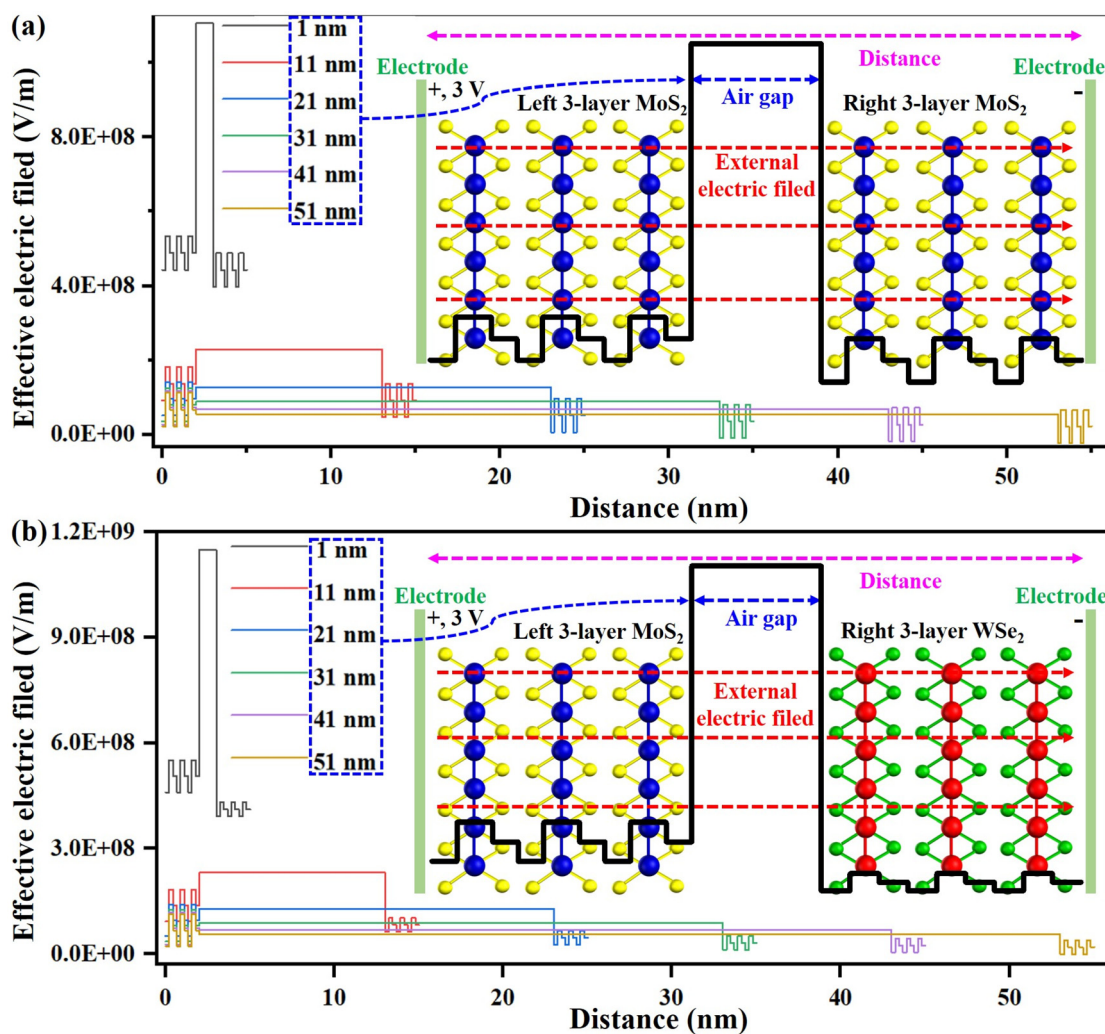 (a)
Effective electric filed (V/m)
8.0E+08
4.0E+08
0.0E+00
1 nm
11 nm
21 nm
31 nm
41 nm
51 nm
Distance
Electrode
Electrode
+, 3 V
-
Air gap
Left 3-layer MoS₂
Right 3-layer MoS₂
External
electric filed
0 10 20 30 40 50
Distance (nm)
(b)
Effective electric filed (V/m)
1.2E+09
9.0E+08
6.0E+08
3.0E+08
0.0E+00
1 nm
11 nm
21 nm
31 nm
41 nm
51 nm
Distance
Electrode
Electrode
+, 3 V
-
Air gap
Left 3-layer MoS₂
Right 3-layer WSe₂
External
electric filed
0 10 20 30 40 50
Distance (nm)